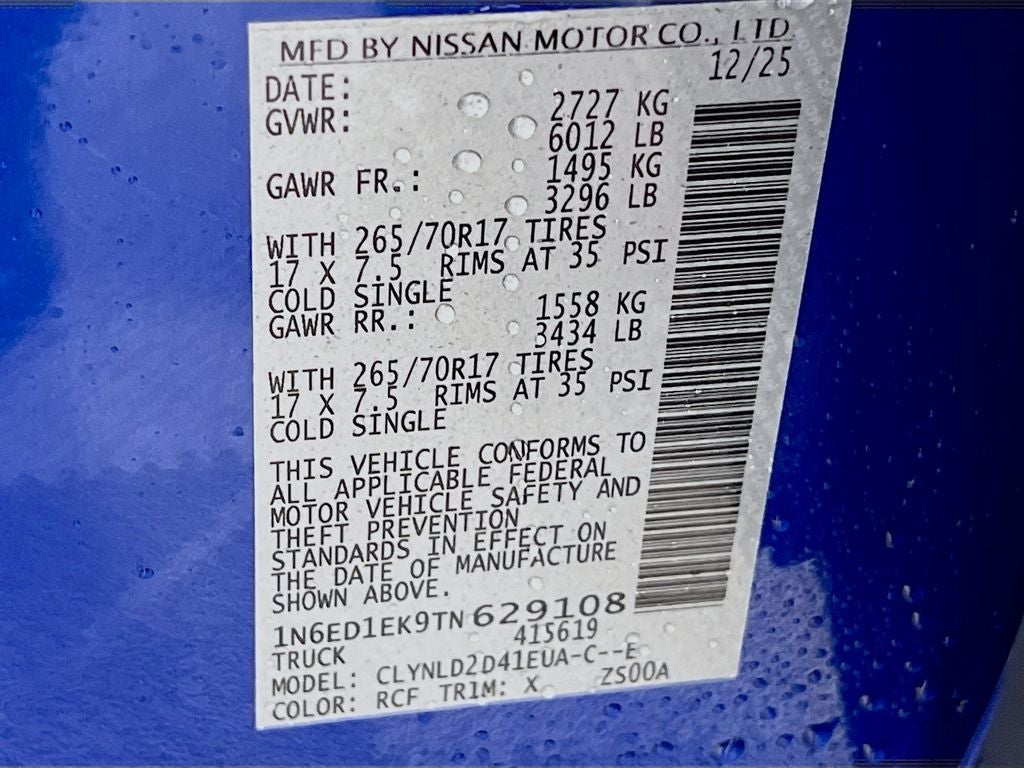 MFD BY NISSAN MOTOR CO., LTD
DATE: 12/25
GVWR: 2727 KG
6012 LB
GAWR FR.: 1495 KG
3296 LB
WITH 265/70R17 TIRES
17 X 7.5 RIMS AT 35 PSI
COLD SINGLE
GAWR RR.: 1558 KG
3434 LB
WITH 265/70R17 TIRES
17 X 7.5 RIMS AT 35 PSI
COLD SINGLE
THIS VEHICLE CONFORMS TO
ALL APPLICABLE FEDERAL
MOTOR VEHICLE SAFETY AND
THEFT PREVENTION
STANDARDS IN EFFECT ON
THE DATE OF MANUFACTURE
SHOWN ABOVE.
1N6ED1EK9TN629108
TRUCK 415619
MODEL: CLYNLD2D41EUA-C--E
COLOR: RCF TRIM: X ZS00A